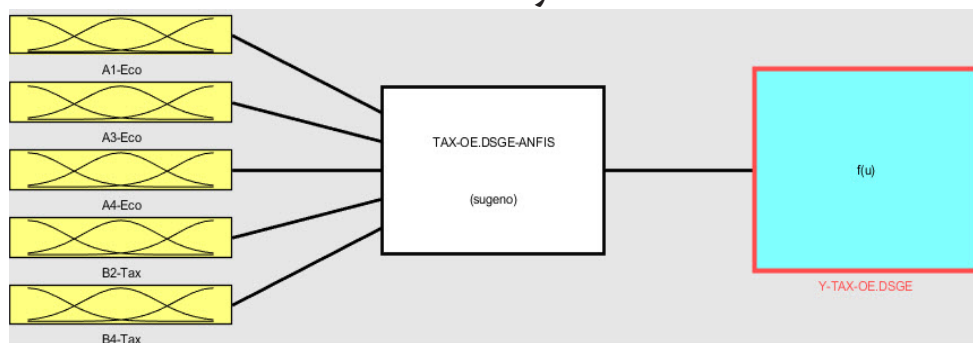 A1-Eco
A3-Eco
A4-Eco
B2-Tax
B4-Tax
TAX-OE.DSGE-ANFIS
(sugeno)
f(u)
Y-TAX-OE.DSGE